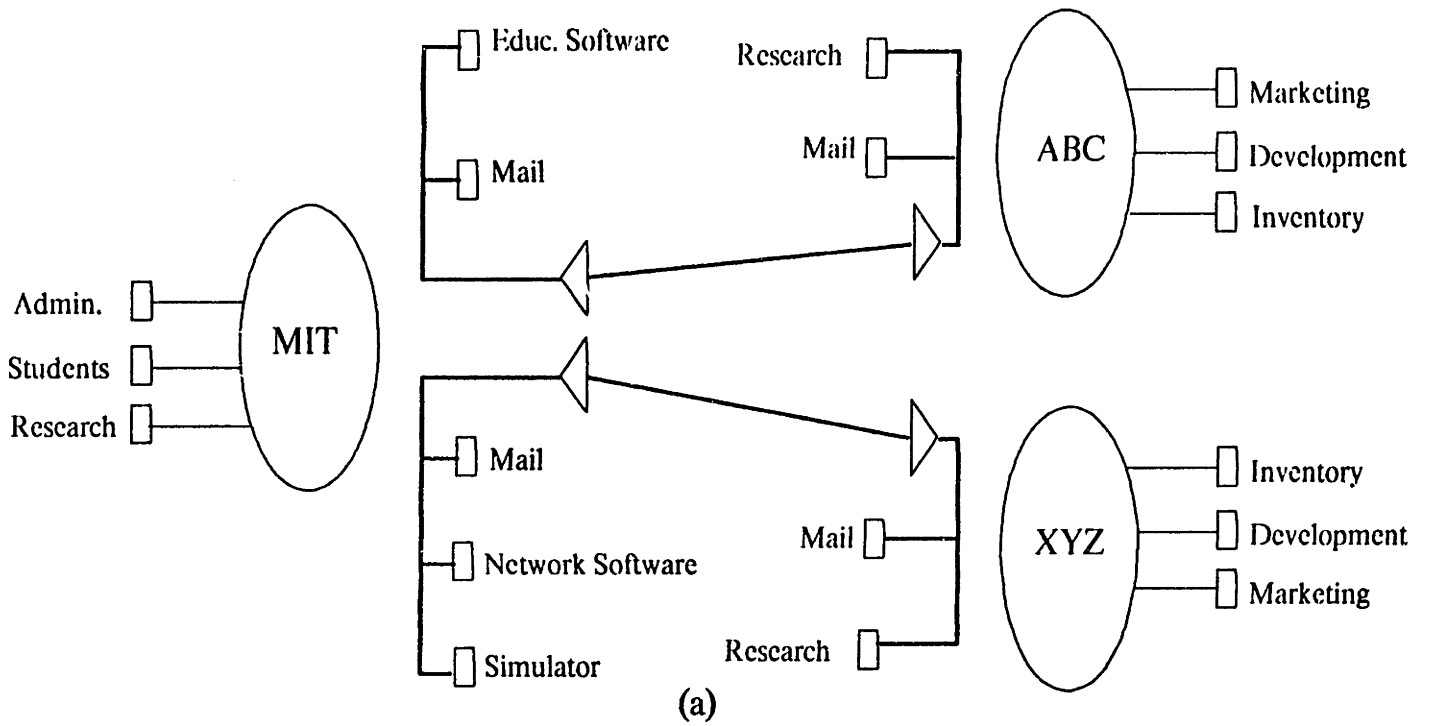 Educ. Software
Mail
Research
Mail
ABC
Marketing
Development
Inventory
Admin.
Students
Research
MIT
Mail
Network Software
Simulator
Mail
Research
XYZ
Inventory
Development
Marketing
(a)